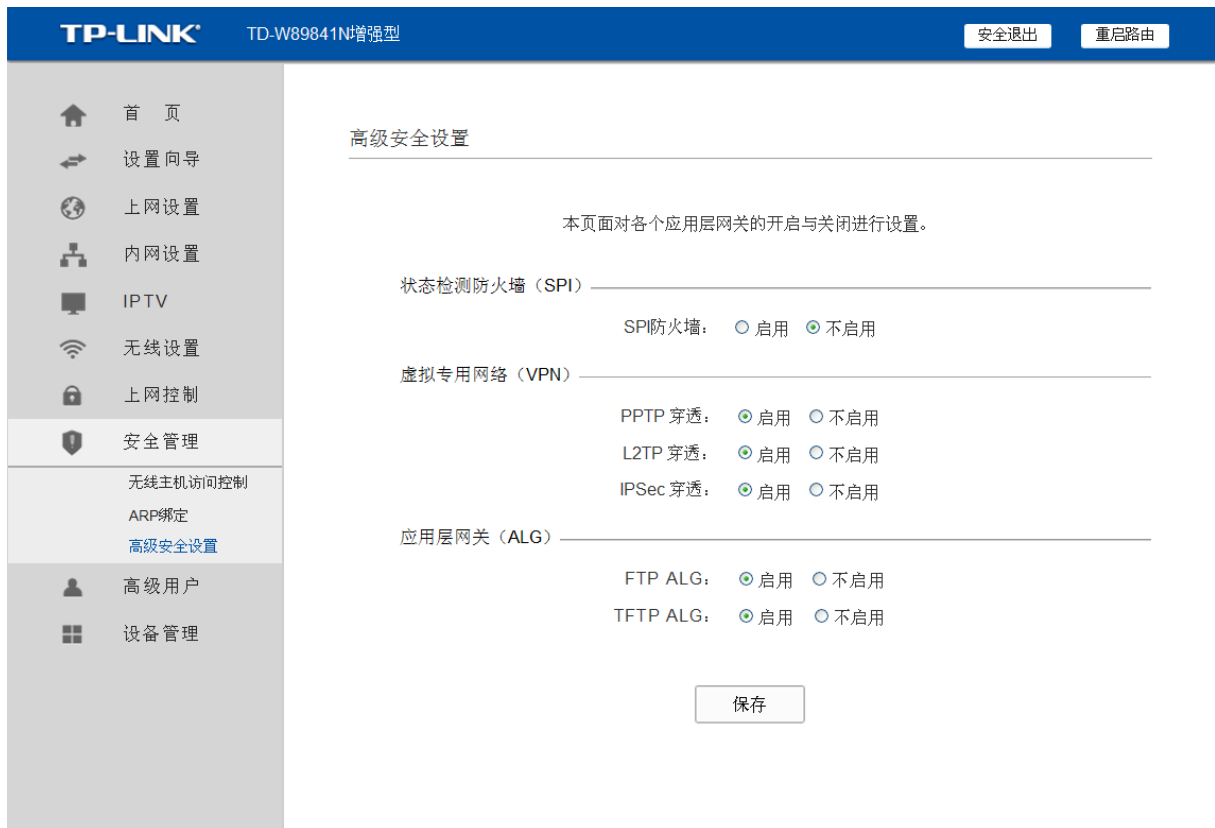 TP-LINK TD-W89841N增强型 安全退出 重启路由
首 页
设置向导
上网设置
内网设置
IPTV
无线设置
上网控制
安全管理
无线主机访问控制
ARP绑定
高级安全设置
高级用户
设备管理
高级安全设置
本页面对各个应用层网关的开启与关闭进行设置。
状态检测防火墙（SPI）
SPI防火墙： 启用 不启用
虚拟专用网络（VPN）
PPTP 穿透： 启用 不启用
L2TP 穿透： 启用 不启用
IPSec 穿透： 启用 不启用
应用层网关（ALG）
FTP ALG： 启用 不启用
TFTP ALG： 启用 不启用
保存